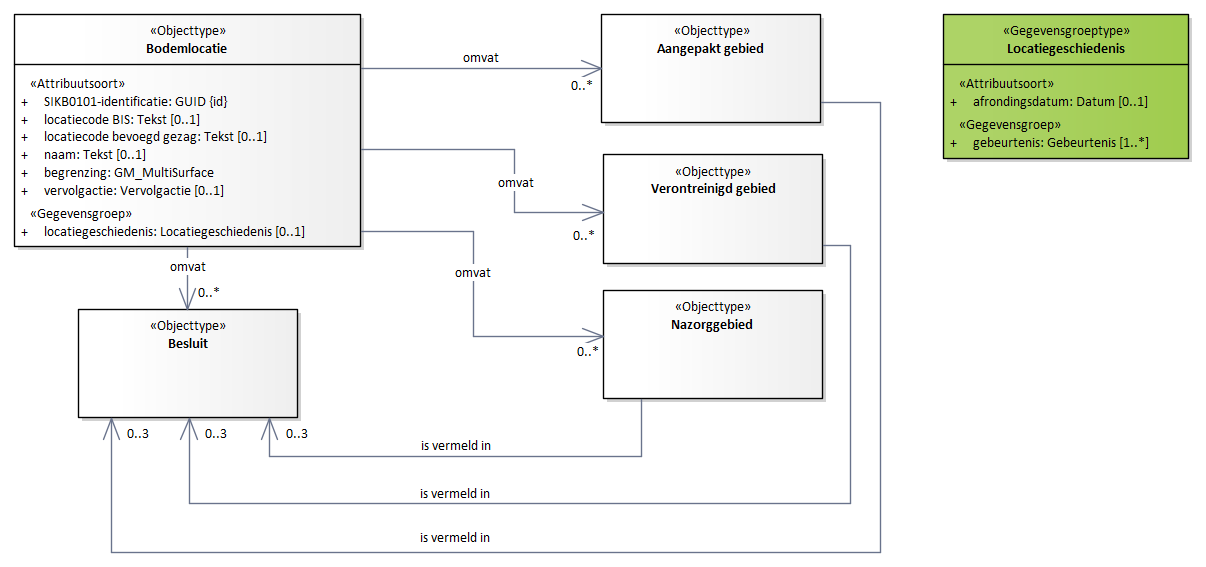 «Objecttype»
Bodemlocatie
«Attribuutsoort»
+ SIKB0101-identificatie: GUID {id}
+ locatiecode BIS: Tekst [0..1]
+ locatiecode bevoegd gezag: Tekst [0..1]
+ naam: Tekst [0..1]
+ begrenzing: GM_MultiSurface
+ vervolgactie: Vervolgactie [0..1]
«Gegevensgroep»
+ locatiegeschiedenis: Locatiegeschiedenis [0..1]
omvat
0..*
«Objecttype»
Aangepakt gebied
«Gegevensgroeptype»
Locatiegeschiedenis
«Attribuutsoort»
+ afrondingsdatum: Datum [0..1]
«Gegevensgroep»
+ gebeurtenis: Gebeurtenis [1..*]
omvat
0..*
«Objecttype»
Verontreinigd gebied
omvat
0..*
«Objecttype»
Nazorggebied
omvat
0..*
«Objecttype»
Besluit
0..3
0..3
0..3
is vermeld in
is vermeld in
is vermeld in